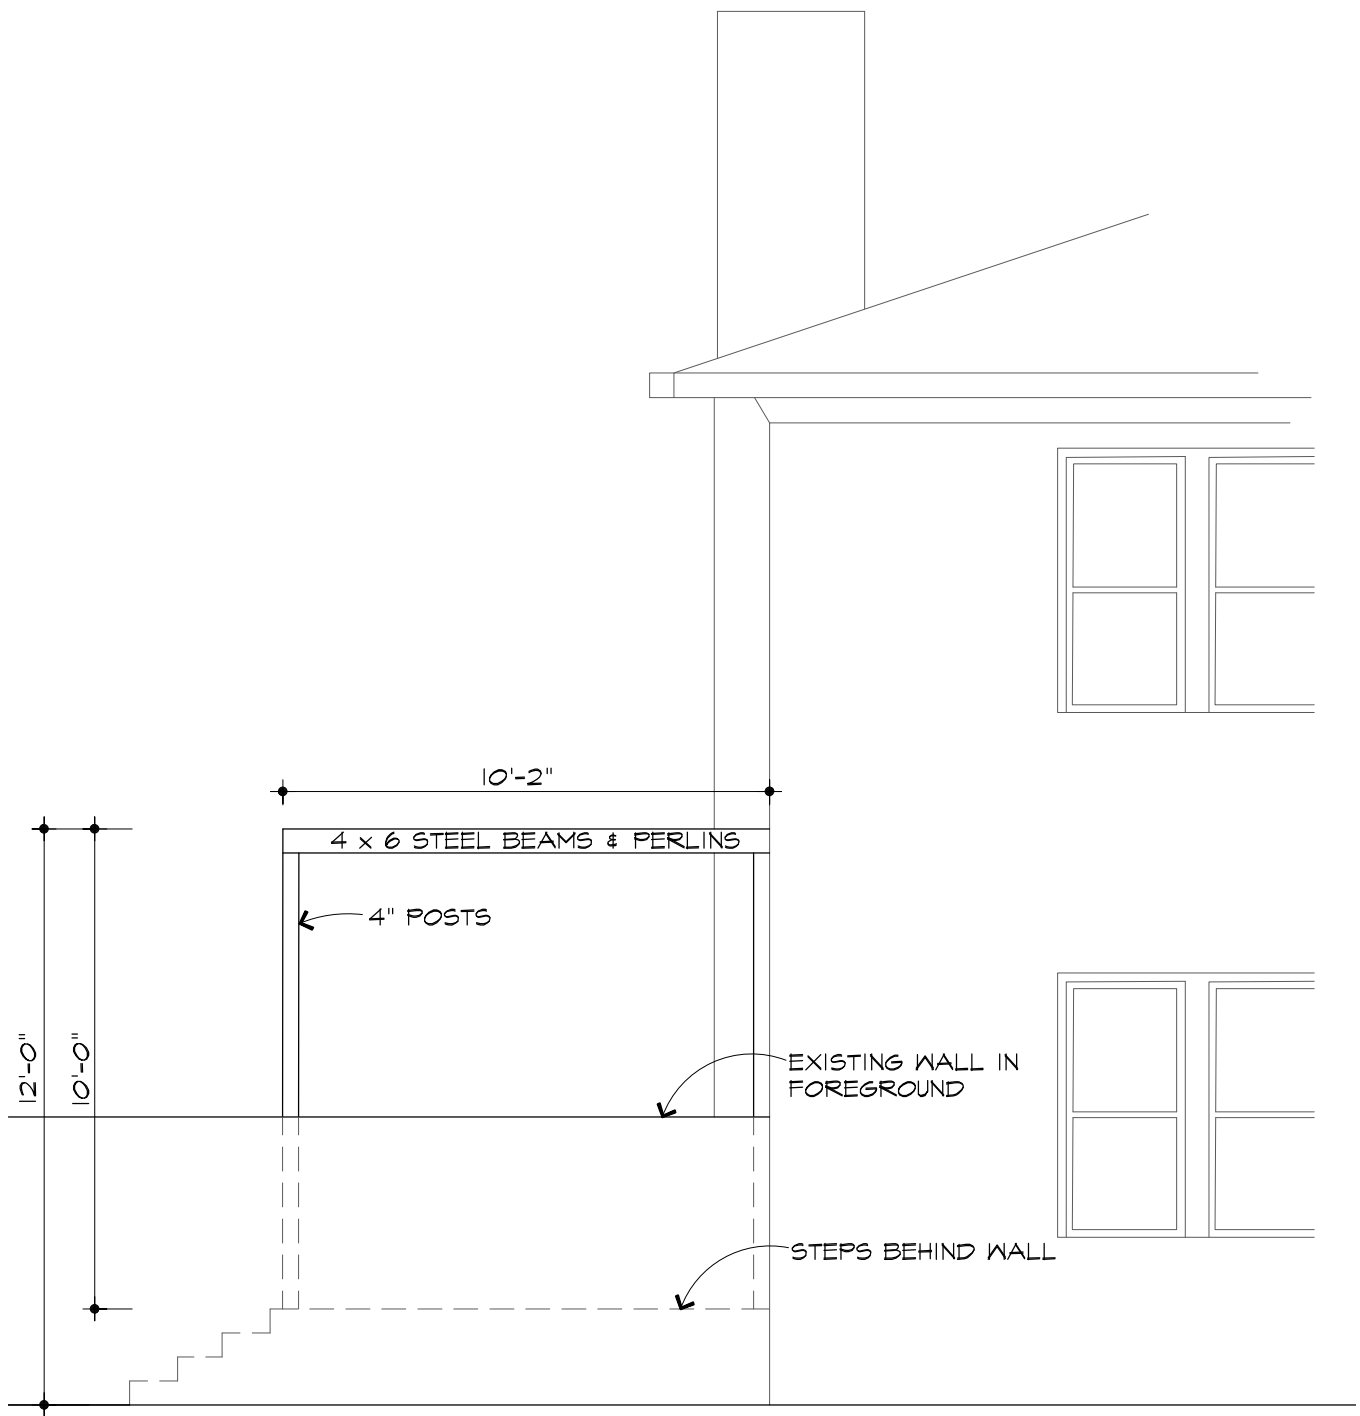 10'-2"
4 x 6 STEEL BEAMS & PERLINS
4" POSTS
12'-0"
10'-0"
EXISTING WALL IN
FOREGROUND
STEPS BEHIND WALL